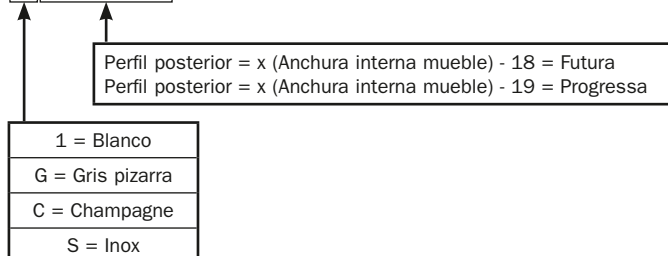 Perfil posterior = x (Anchura interna mueble) - 18 = Futura
Perfil posterior = x (Anchura interna mueble) - 19 = Progressa
1 = Blanco
G = Gris pizarra
C = Champagne
S = Inox